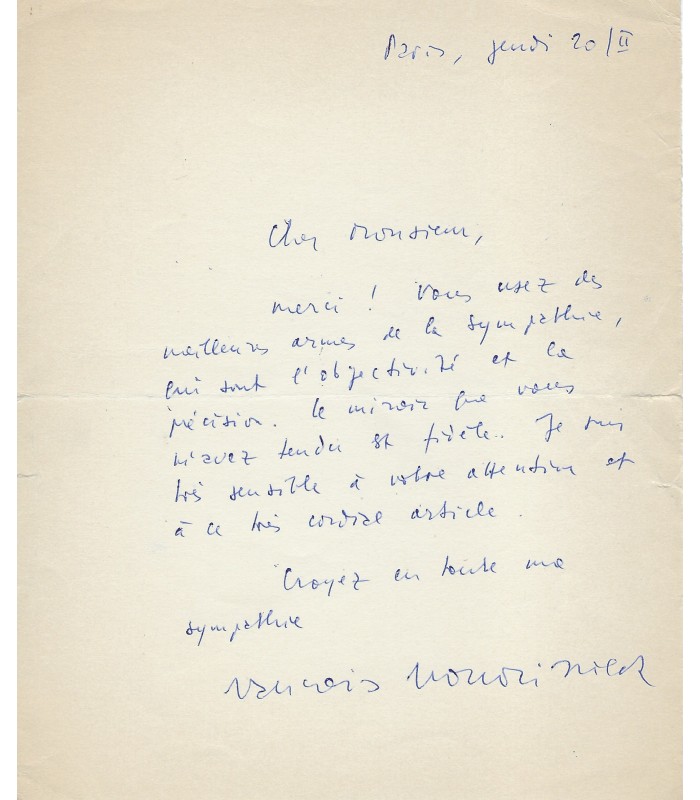 Paris, jeudi 20/II
Cher Monsieur,
merci ! Vous usez des
meilleures armes de la sympathie,
qui sont l'objectivité et la
précision. Le miroir que vous
m'avez tendu est fidèle. Je suis
très sensible à votre attention et
à ce très cordial article.
Croyez en toute ma
sympathie